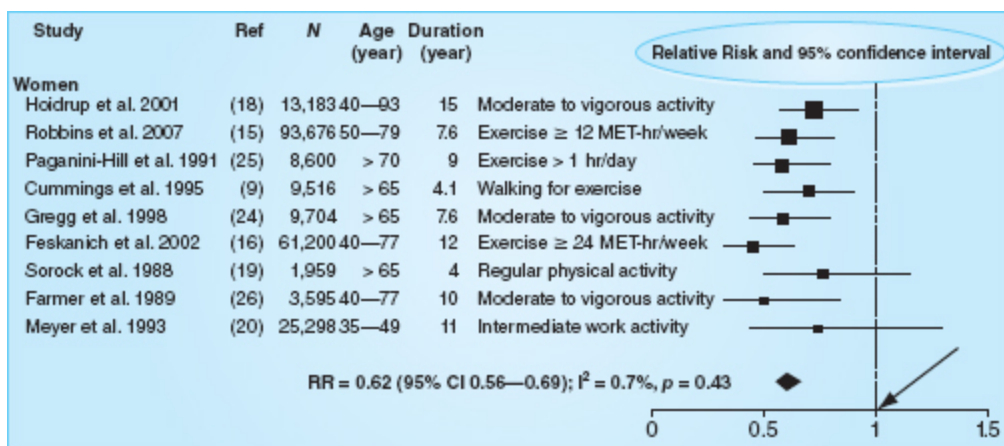 Study Ref N Age (year) Duration (year)
Relative Risk and 95% confidence interval
Women
Hoidrup et al. 2001 (18) 13,183 40—93 15 Moderate to vigorous activity
Robbins et al. 2007 (15) 93,676 50—79 7.6 Exercise ≥ 12 MET-hr/week
Paganini-Hill et al. 1991 (25) 8,600 > 70 9 Exercise > 1 hr/day
Cummings et al. 1995 (9) 9,516 > 65 4.1 Walking for exercise
Gregg et al. 1998 (24) 9,704 > 65 7.6 Moderate to vigorous activity
Feskanich et al. 2002 (16) 61,200 40—77 12 Exercise ≥ 24 MET-hr/week
Sorock et al. 1988 (19) 1,959 > 65 4 Regular physical activity
Farmer et al. 1989 (26) 3,595 40—77 10 Moderate to vigorous activity
Meyer et al. 1993 (20) 25,298 35—49 11 Intermediate work activity
RR = 0.62 (95% CI 0.56—0.69); I² = 0.7%, p = 0.43
0 0.5 1 1.5